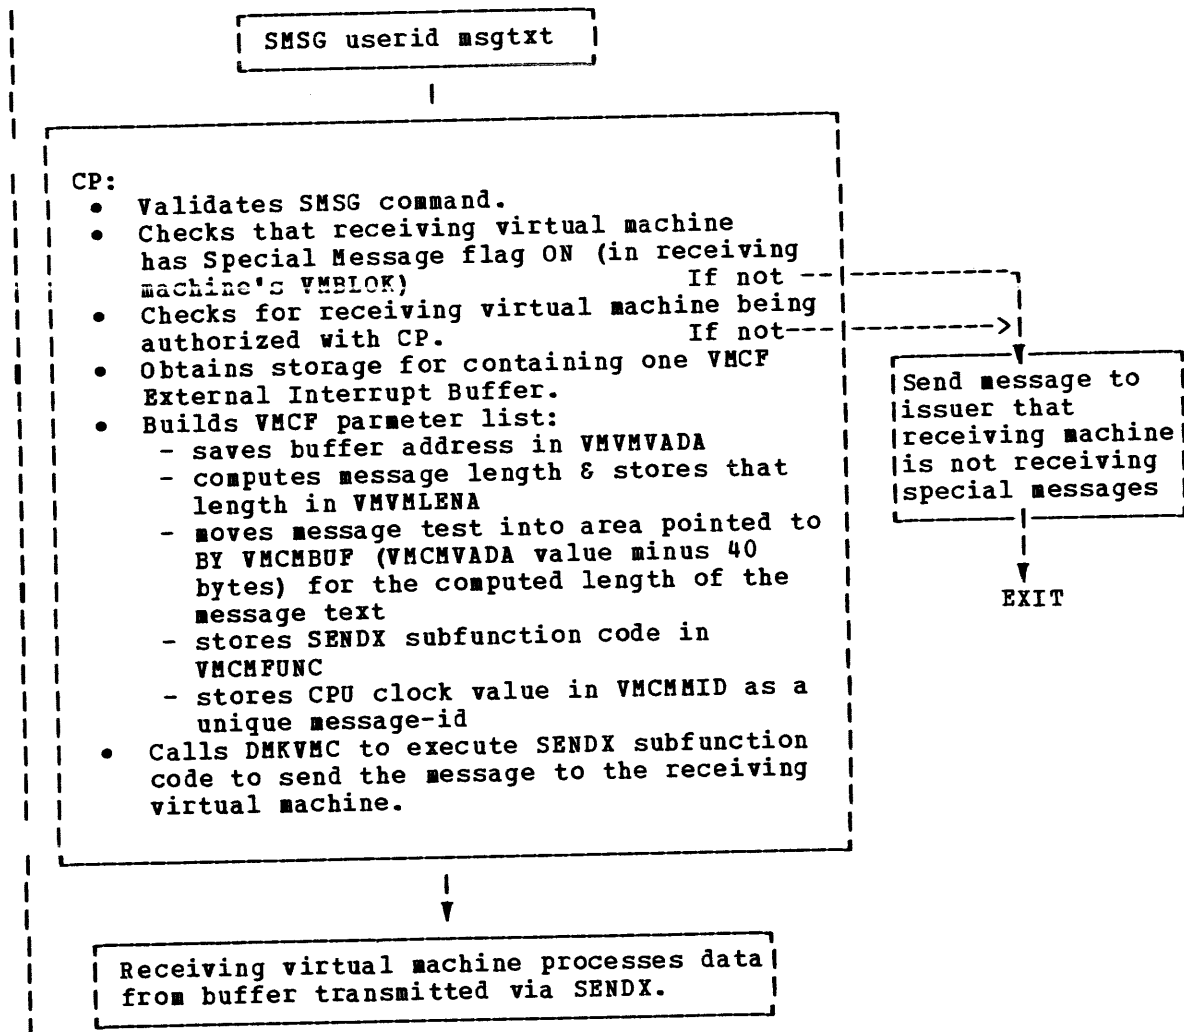 SMSG userid msgtxt
CP:
• Validates SMSG command.
• Checks that receiving virtual machine
has Special Message flag ON (in receiving
machine's VMBLOK) If not --
• Checks for receiving virtual machine being
authorized with CP. If not---
• Obtains storage for containing one VMCF
External Interrupt Buffer.
• Builds VMCF parmeter list:
- saves buffer address in VMVMVADA
- computes message length & stores that
length in VMVMLENA
- moves message test into area pointed to
BY VMCMBUF (VMCMVADA value minus 40
bytes) for the computed length of the
message text
- stores SENDX subfunction code in
VMCMFUNC
- stores CPU clock value in VMCMMID as a
unique message-id
• Calls DMKVMC to execute SENDX subfunction
code to send the message to the receiving
virtual machine.
Send message to
issuer that
receiving machine
is not receiving
special messages
EXIT
Receiving virtual machine processes data
from buffer transmitted via SENDX.